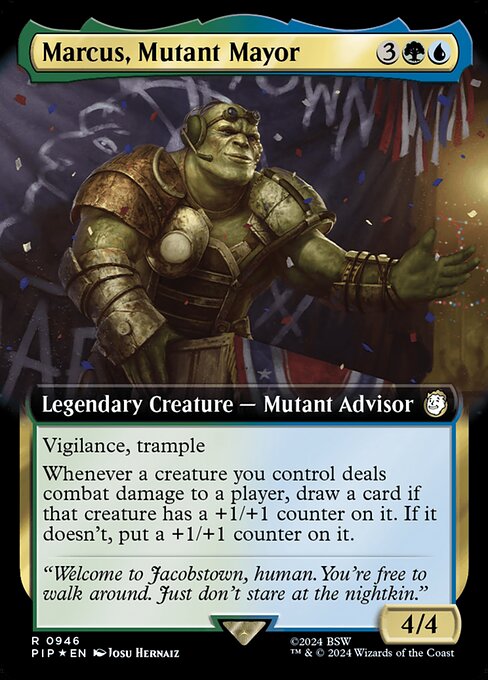 Marcus, Mutant Mayor 3
TOWN
Legendary Creature — Mutant Advisor
Vigilance, trample
Whenever a creature you control deals
combat damage to a player, draw a card if
that creature has a +1/+1 counter on it. If it
doesn't, put a +1/+1 counter on it.
“Welcome to Jacobstown, human. You're free to
walk around. Just don't stare at the nightkin.”
4/4
R 0946
PIP ★ EN Josu Hernaiz
©2024 BSW
™ & © 2024 Wizards of the Coast